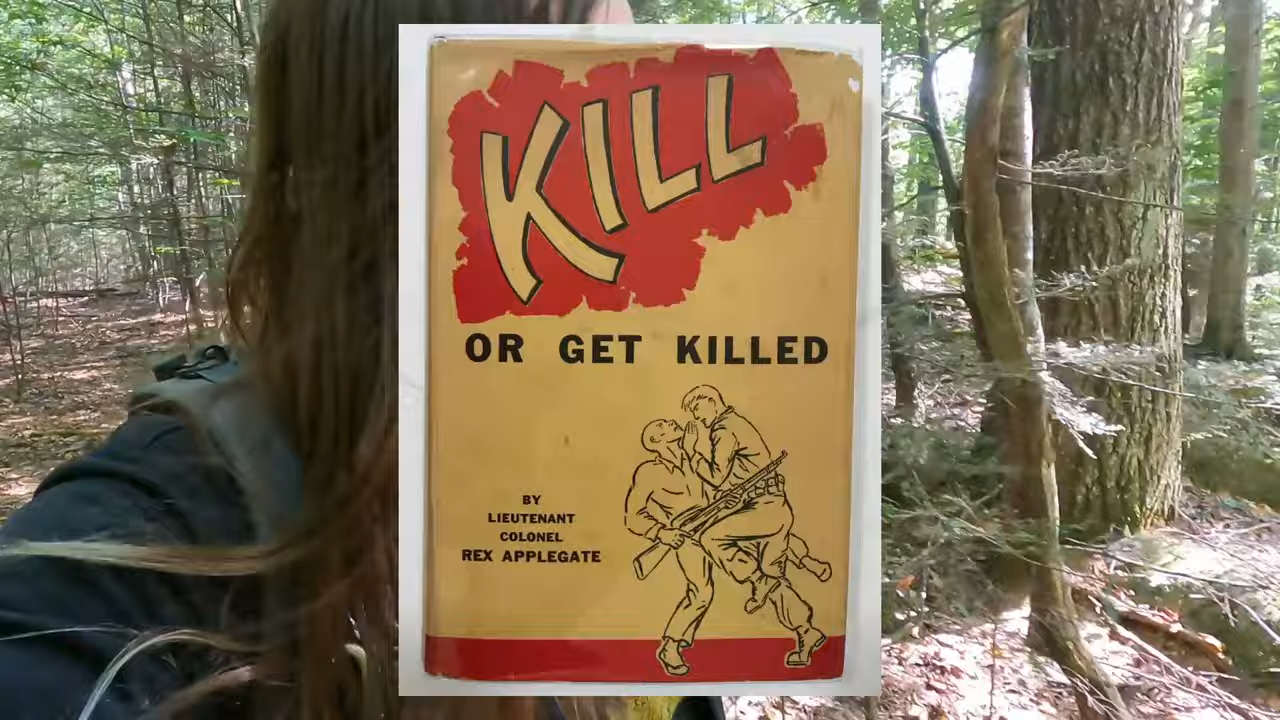 KILL
OR GET KILLED
BY
LIEUTENANT
COLONEL
REX APPLEGATE